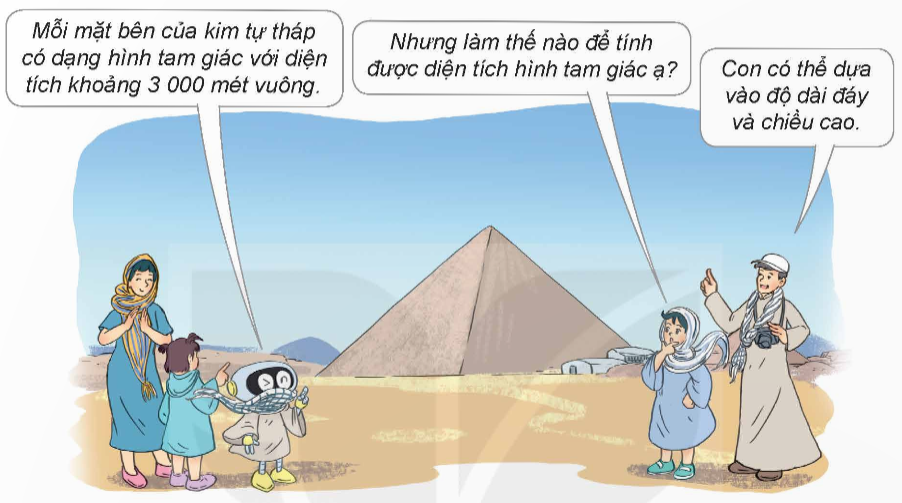 Mỗi mặt bên của kim tự tháp
có dạng hình tam giác với diện
tích khoảng 3 000 mét vuông.
Nhưng làm thế nào để tính
được diện tích hình tam giác ạ?
Con có thể dựa
vào độ dài đáy
và chiều cao.